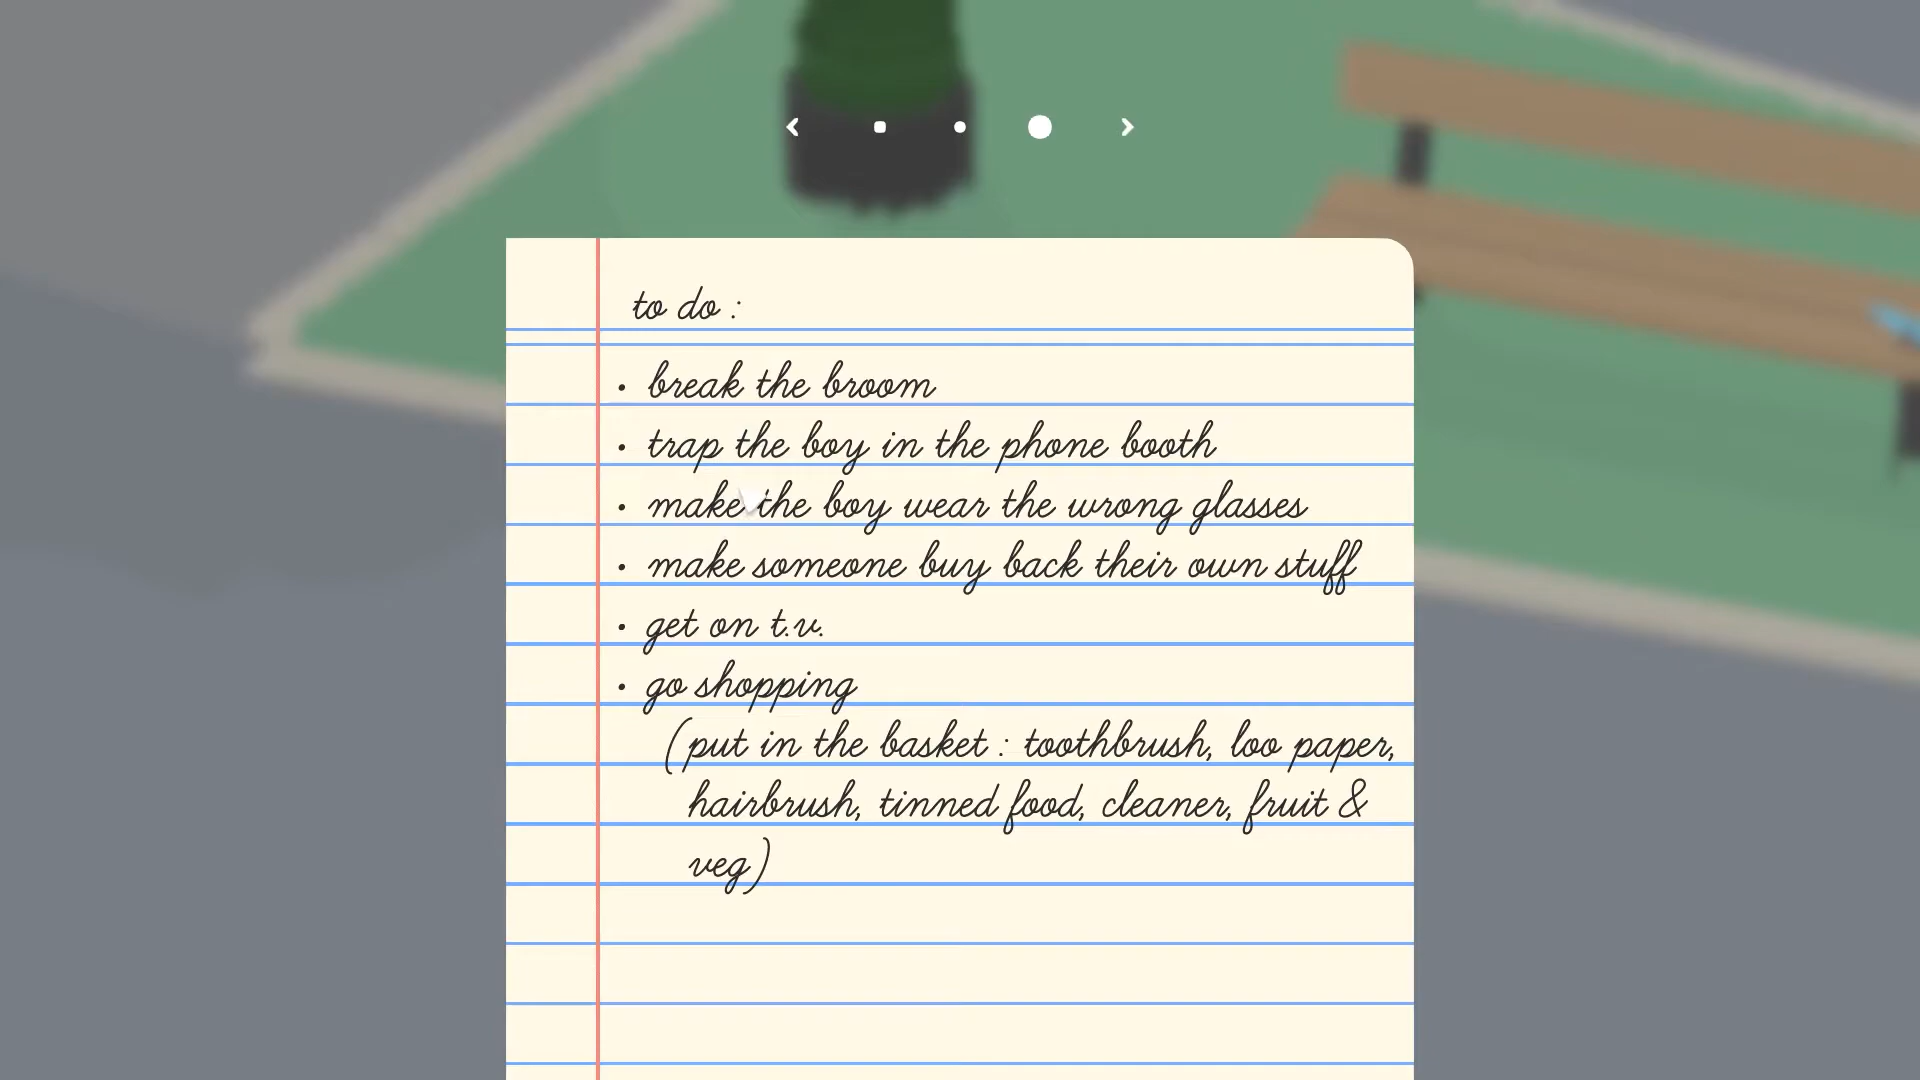 to do :
• break the broom
• trap the boy in the phone booth
• make the boy wear the wrong glasses
• make someone buy back their own stuff
• get on t.v.
• go shopping
(put in the basket : toothbrush, loo paper,
hairbrush, tinned food, cleaner, fruit &
veg)